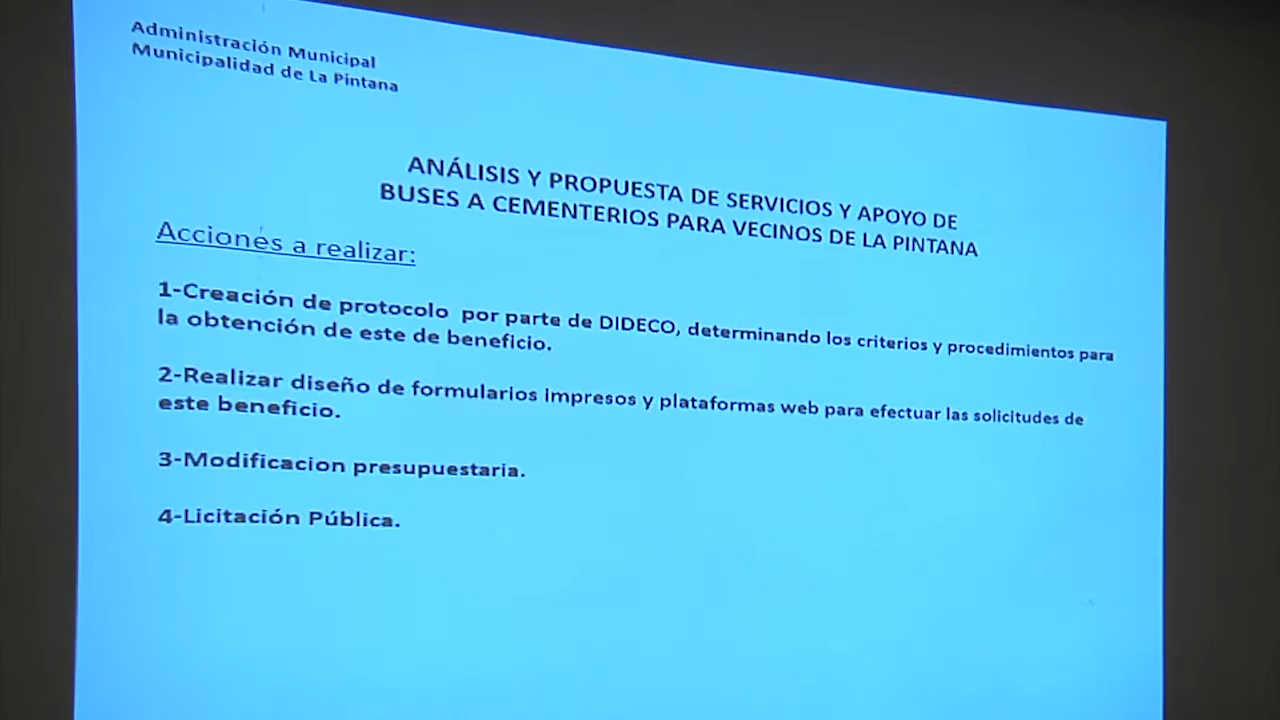 Administración Municipal
Municipalidad de La Pintana
ANÁLISIS Y PROPUESTA DE SERVICIOS Y APOYO DE
BUSES A CEMENTERIOS PARA VECINOS DE LA PINTANA
Acciones a realizar:
1-Creación de protocolo por parte de DIDECO, determinando los criterios y procedimientos para
la obtención de este de beneficio.
2-Realizar diseño de formularios impresos y plataformas web para efectuar las solicitudes de
este beneficio.
3-Modificacion presupuestaria.
4-Licitación Pública.